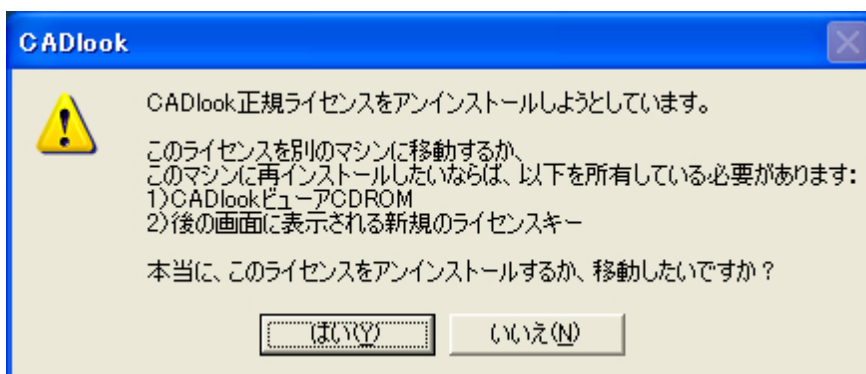 CADlook
CADlook正規ライセンスをアンインストールしようとしています。
このライセンスを別のマシンに移動するか、
このマシンに再インストールしたいならば、以下を所有している必要があります:
1)CADlookビューアCDROM
2)後の画面に表示される新規のライセンスキー
本当に、このライセンスをアンインストールするか、移動したいですか?
はい(Y) いいえ(N)